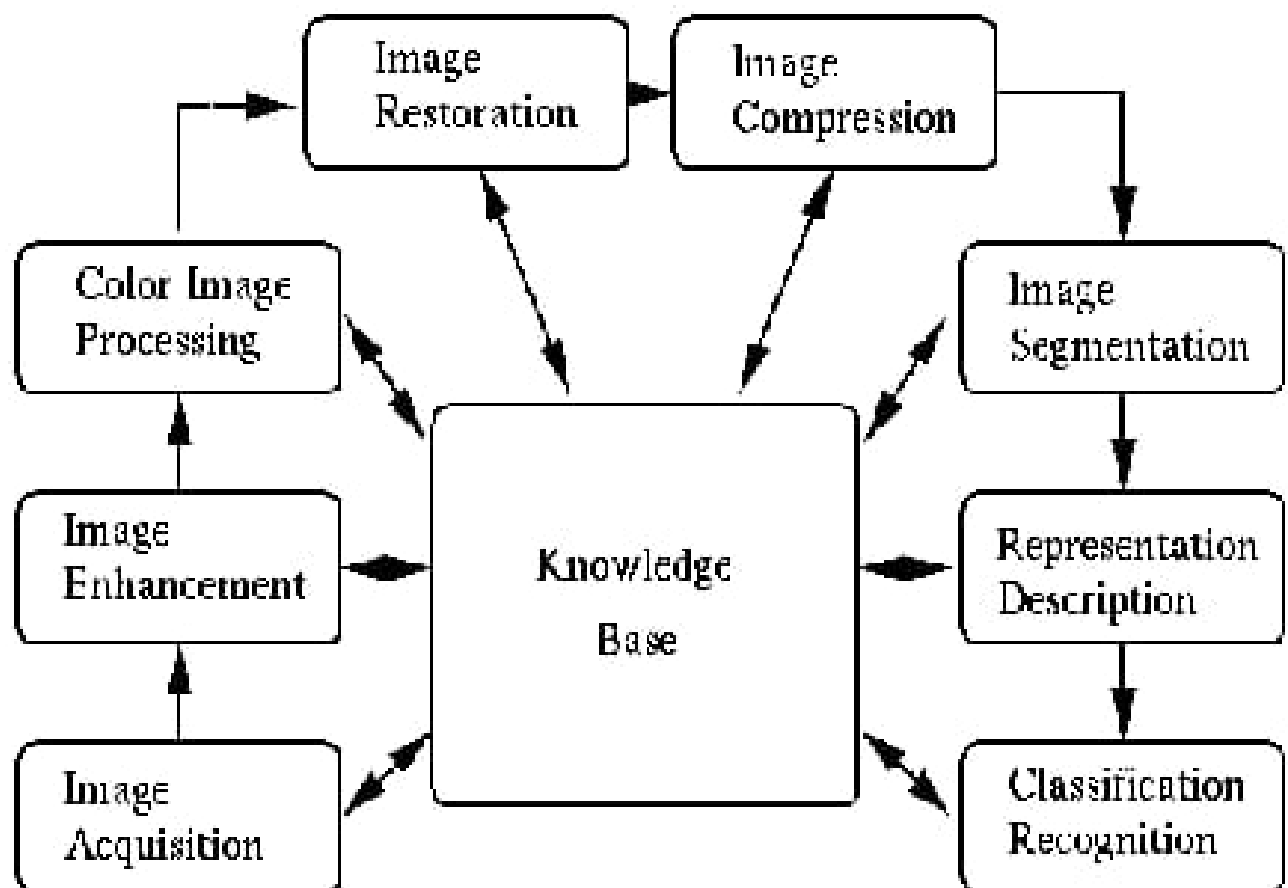 Image
Restoration
Image
Compression
Color Image
Processing
Image
Segmentation
Image
Enhancement
Knowledge
Base
Representation
Description
Image
Acquisition
Classification
Recognition